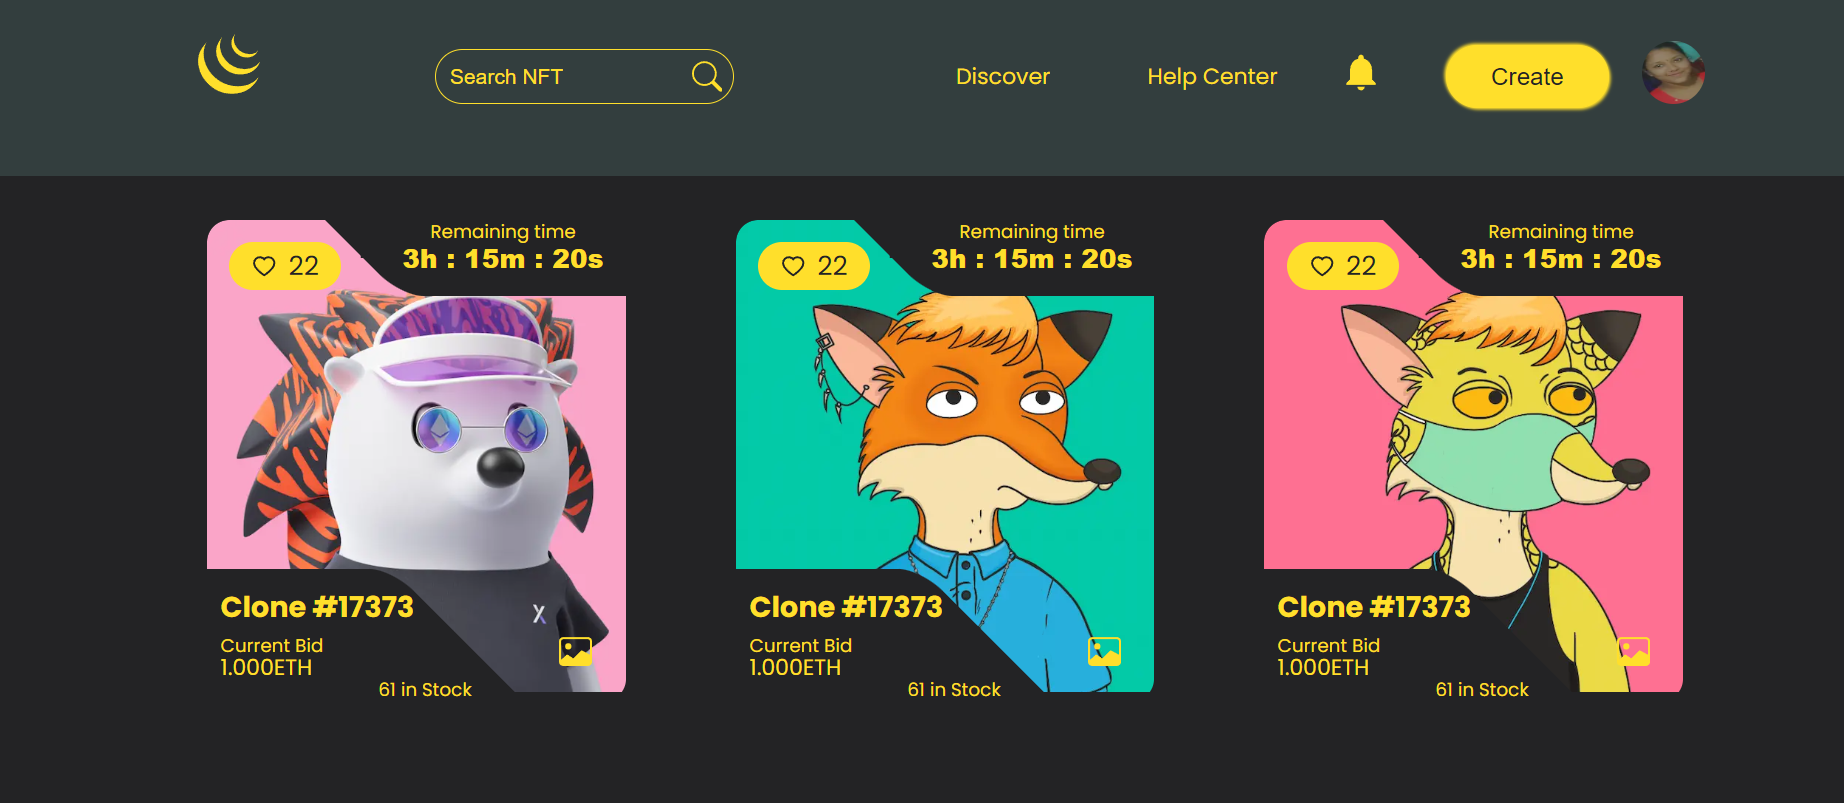 Search NFT
Discover
Help Center
Create
22
Remaining time
3h : 15m : 20s
Clone #17373
Current Bid
1.000ETH
61 in Stock
22
Remaining time
3h : 15m : 20s
Clone #17373
Current Bid
1.000ETH
61 in Stock
22
Remaining time
3h : 15m : 20s
Clone #17373
Current Bid
1.000ETH
61 in Stock